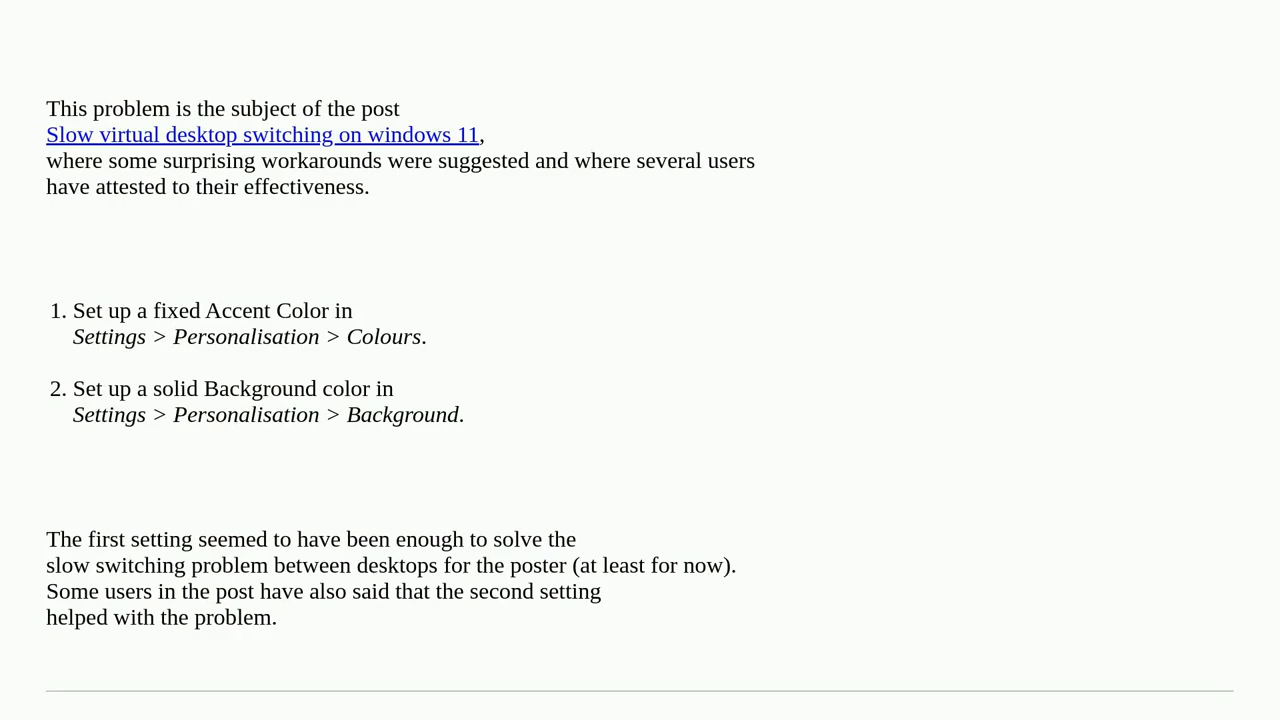 This problem is the subject of the post
Slow virtual desktop switching on windows 11,
where some surprising workarounds were suggested and where several users
have attested to their effectiveness.
1. Set up a fixed Accent Color in
Settings > Personalisation > Colours.
2. Set up a solid Background color in
Settings > Personalisation > Background.
The first setting seemed to have been enough to solve the
slow switching problem between desktops for the poster (at least for now).
Some users in the post have also said that the second setting
helped with the problem.